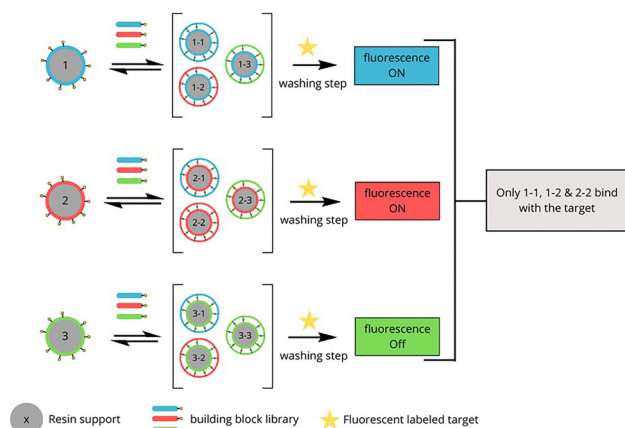 1
1-1
1-2
1-3
washing step
fluorescence
ON
2
2-1
2-2
2-3
washing step
fluorescence
ON
Only 1-1, 1-2 & 2-2 bind
with the target
3
3-1
3-2
3-3
washing step
fluorescence
Off
x
Resin support
building block library
Fluorescent labeled target